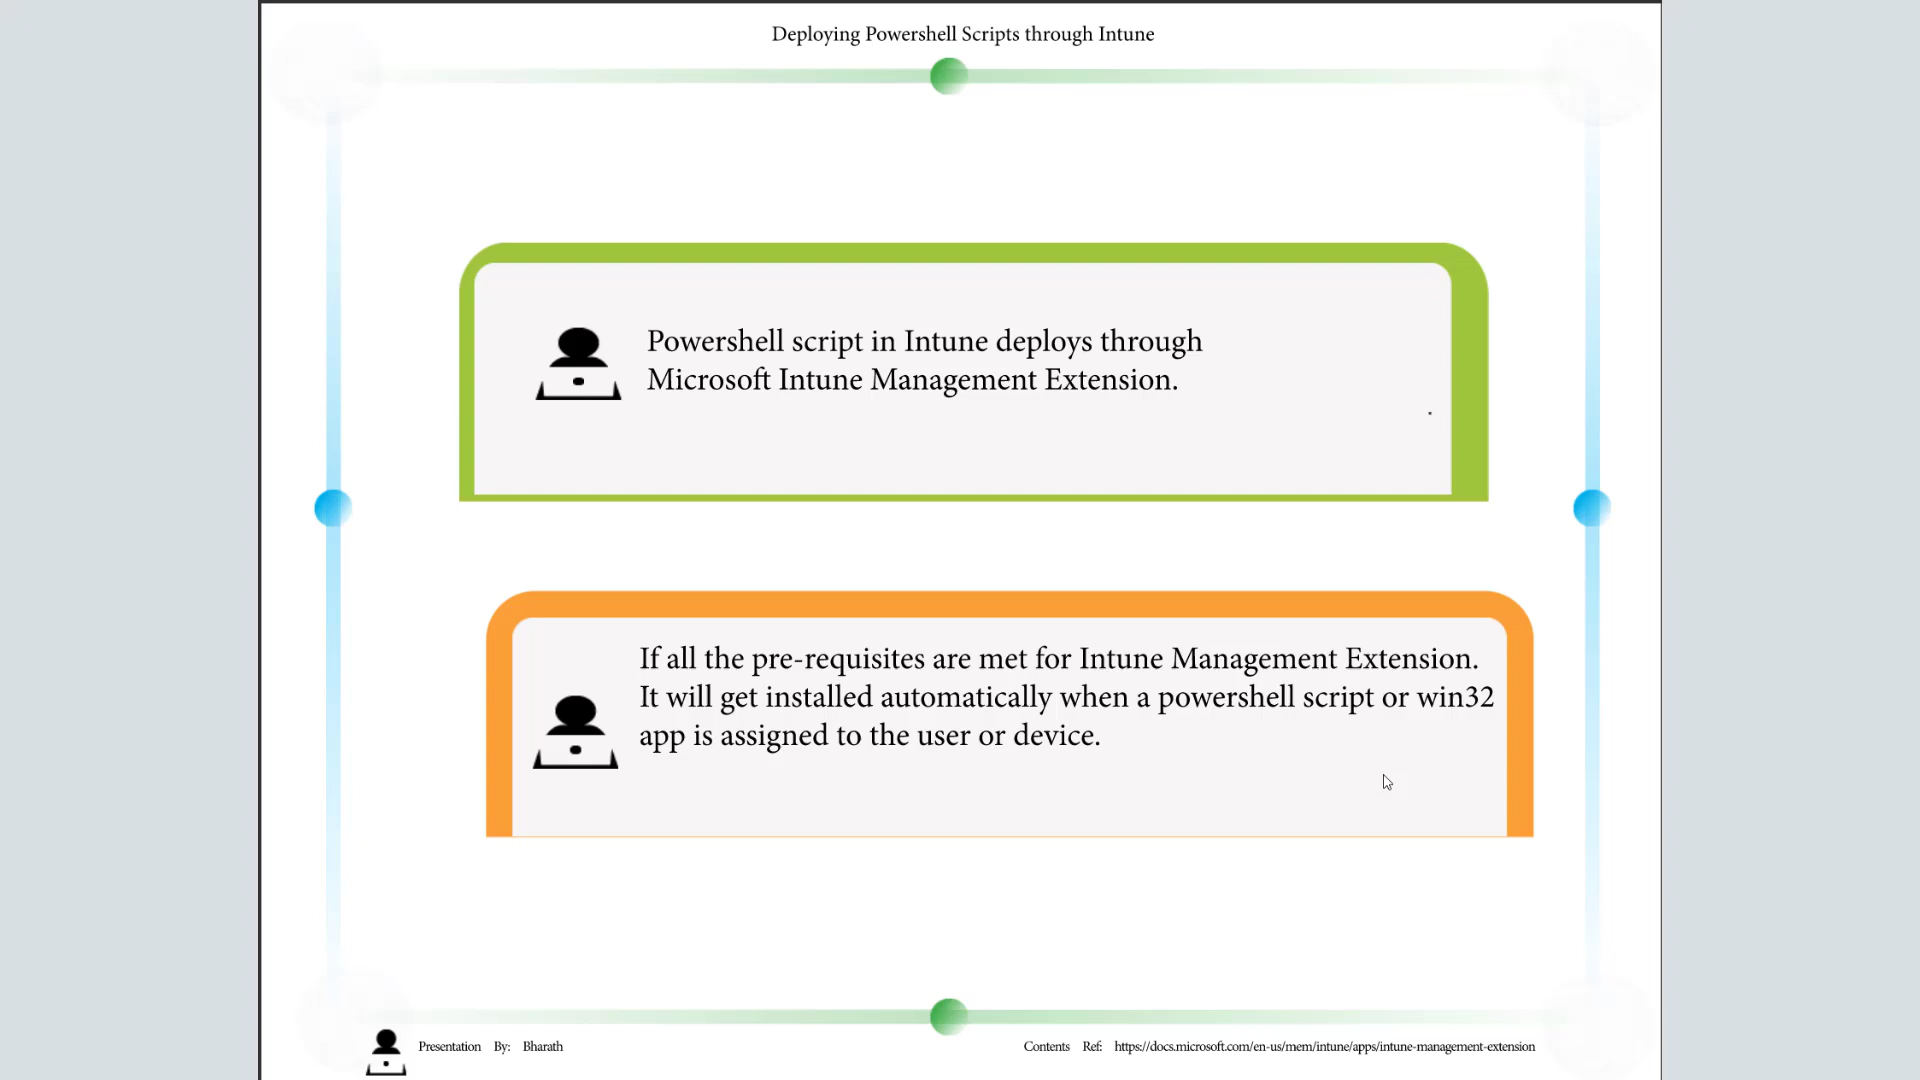 Deploying Powershell Scripts through Intune
Powershell script in Intune deploys through
Microsoft Intune Management Extension.
.
If all the pre-requisites are met for Intune Management Extension.
It will get installed automatically when a powershell script or win32
app is assigned to the user or device.
Presentation By: Bharath
Contents Ref: https://docs.microsoft.com/en-us/mem/intune/apps/intune-management-extension